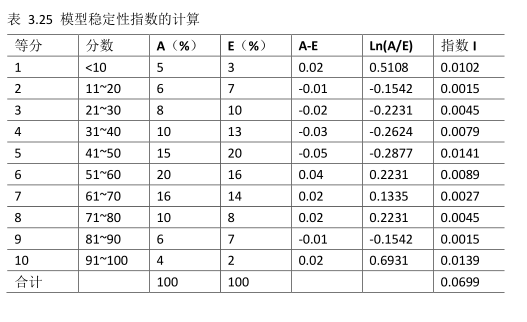 表 3.25 模型稳定性指数的计算
等分 分数 A（%） E（%） A-E Ln(A/E) 指数 I
1 <10 5 3 0.02 0.5108 0.0102
2 11~20 6 7 -0.01 -0.1542 0.0015
3 21~30 8 10 -0.02 -0.2231 0.0045
4 31~40 10 13 -0.03 -0.2624 0.0079
5 41~50 15 20 -0.05 -0.2877 0.0141
6 51~60 20 16 0.04 0.2231 0.0089
7 61~70 16 14 0.02 0.1335 0.0027
8 71~80 10 8 0.02 0.2231 0.0045
9 81~90 6 7 -0.01 -0.1542 0.0015
10 91~100 4 2 0.02 0.6931 0.0139
合计 100 100 0.0699